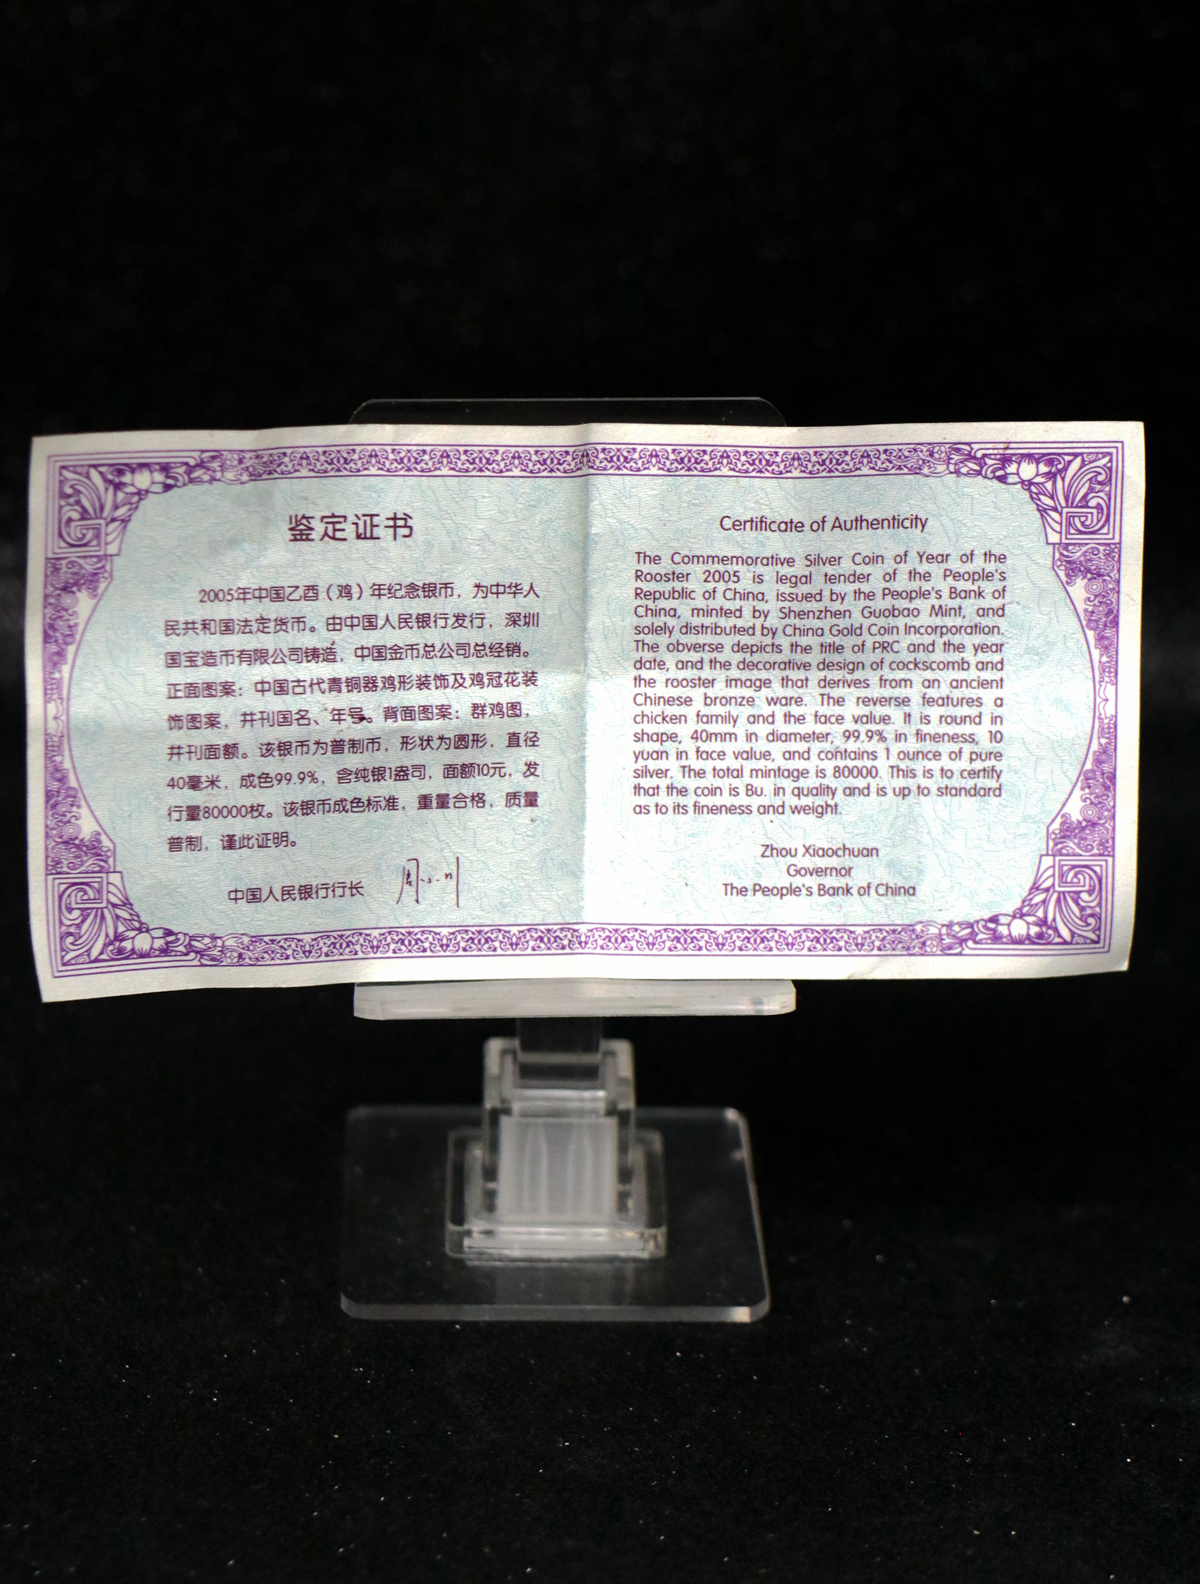 鉴定证书
2005年中国乙酉（鸡）年纪念银币，为中华人
民共和国法定货币。由中国人民银行发行，深圳
国宝造币有限公司铸造，中国金币总公司总经销。
正面图案：中国古代青铜器鸡形装饰及鸡冠花装
饰图案，并刊国名、年号。背面图案：群鸡图，
并刊面额。该银币为普制币，形状为圆形，直径
40毫米，成色99.9%，含纯银1盎司，面额10元，发
行量80000枚。该银币成色标准，重量合格，质量
普制，谨此证明。
中国人民银行行长
Certificate of Authenticity
The Commemorative Silver Coin of Year of the
Rooster 2005 is legal tender of the People's
Republic of China, issued by the People's Bank of
China, minted by Shenzhen Guobao Mint, and
solely distributed by China Gold Coin Incorporation.
The obverse depicts the title of PRC and the year
date, and the decorative design of cockscomb and
the rooster image that derives from an ancient
Chinese bronze ware. The reverse features a
chicken family and the face value. It is round in
shape, 40mm in diameter, 99.9% in fineness, 10
yuan in face value, and contains 1 ounce of pure
silver. The total mintage is 80000. This is to certify
that the coin is Bu. in quality and is up to standard
as to its fineness and weight.
Zhou Xiaochuan
Governor
The People's Bank of China